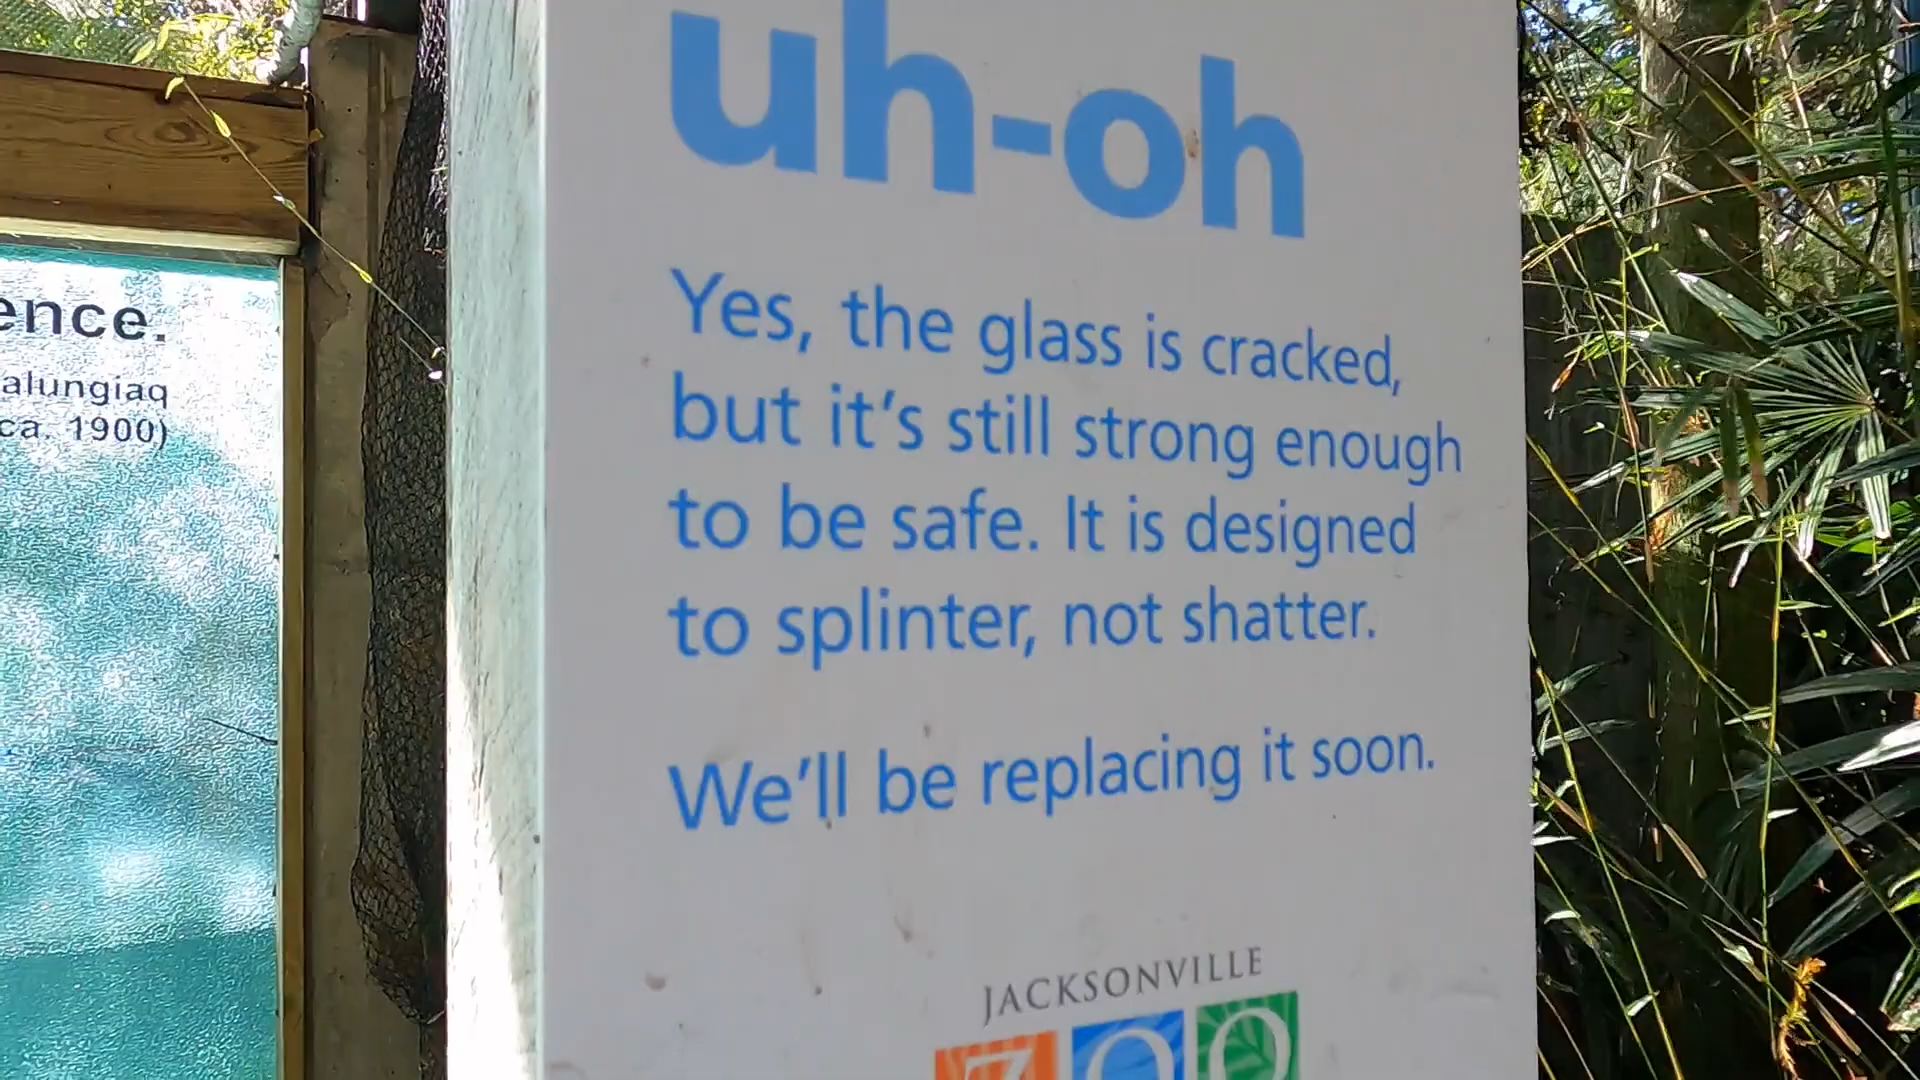 uh-oh
Yes, the glass is cracked,
but it's still strong enough
to be safe. It is designed
to splinter, not shatter.
We'll be replacing it soon.
JACKSONVILLE
ZOO
ence.
alungiaq
ca. 1900)